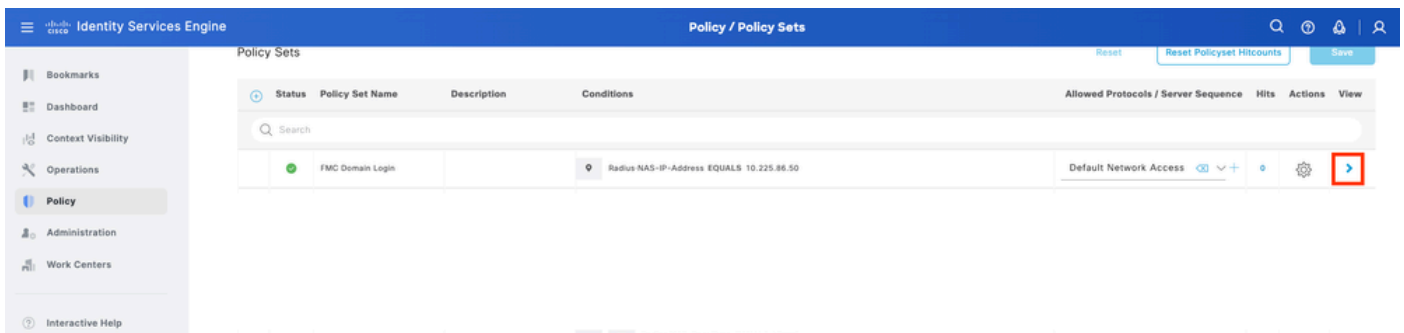 cisco Identity Services Engine
Policy / Policy Sets
Policy Sets
Reset
Reset Policyset Hitcounts
Save
Bookmarks
Dashboard
Context Visibility
Operations
Policy
Administration
Work Centers
Interactive Help
Status Policy Set Name Description Conditions Allowed Protocols / Server Sequence Hits Actions View
Search
FMC Domain Login Radius·NAS-IP-Address EQUALS 10.225.86.50 Default Network Access 0